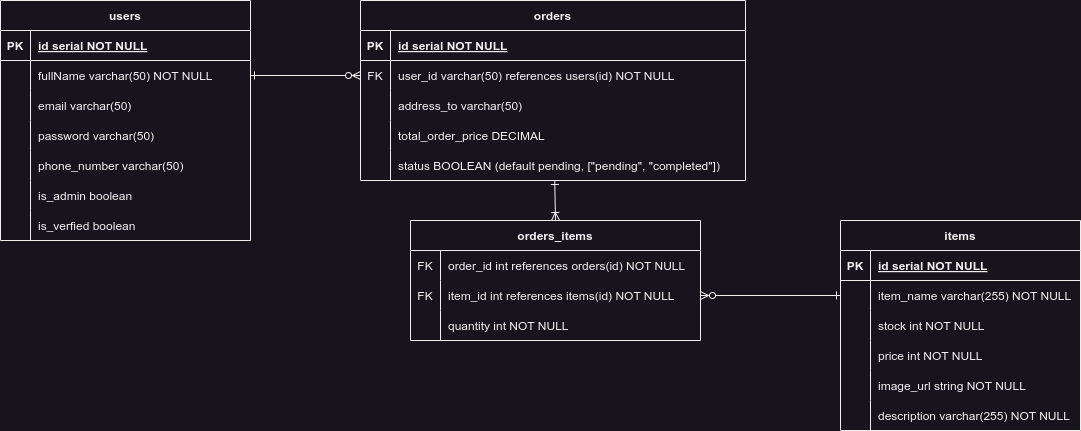 users
PK id serial NOT NULL
fullName varchar(50) NOT NULL
email varchar(50)
password varchar(50)
phone_number varchar(50)
is_admin boolean
is_verfied boolean
orders
PK id serial NOT NULL
FK user_id varchar(50) references users(id) NOT NULL
address_to varchar(50)
total_order_price DECIMAL
status BOOLEAN (default pending, ["pending", "completed"])
orders_items
FK order_id int references orders(id) NOT NULL
FK item_id int references items(id) NOT NULL
quantity int NOT NULL
items
PK id serial NOT NULL
item_name varchar(255) NOT NULL
stock int NOT NULL
price int NOT NULL
image_url string NOT NULL
description varchar(255) NOT NULL